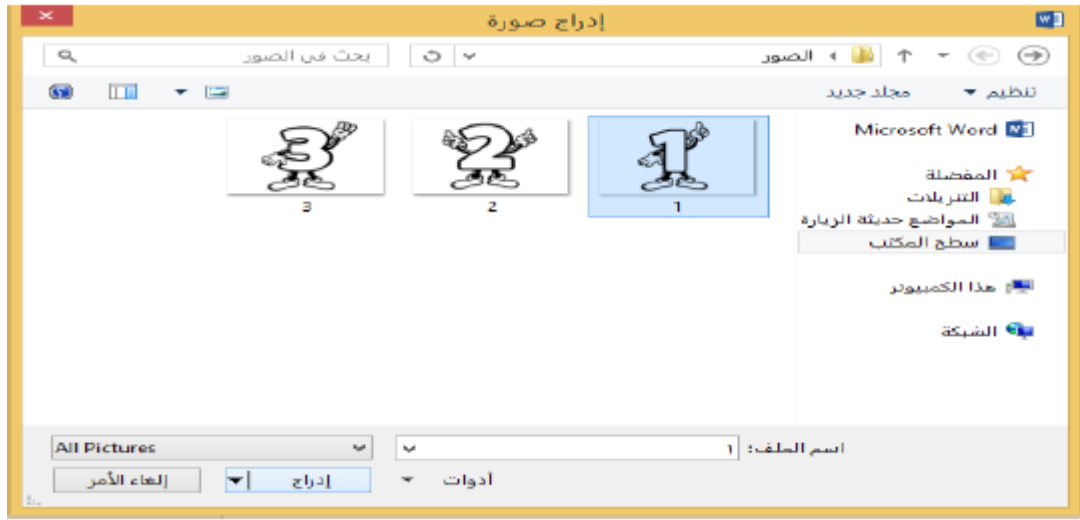 إدراج صورة
الصور
بحث في الصور
تنظيم
مجلد جديد
Microsoft Word
المفضلة
التنزيلات
المواضع حديثة الزيارة
سطح المكتب
هذا الكمبيوتر
الشبكة
1
2
3
اسم الملف: ١
All Pictures
أدوات
إدراج
إلغاء الأمر